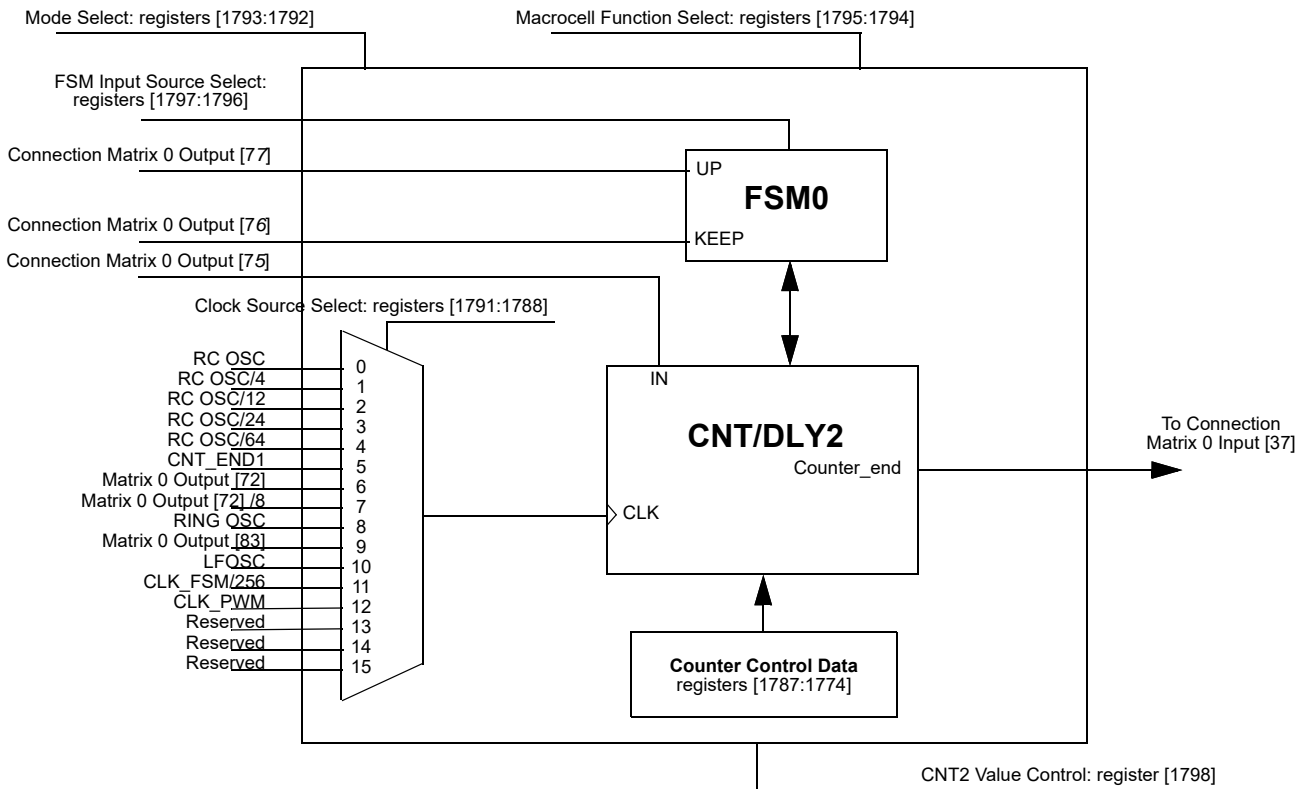 Mode Select: registers [1793:1792]
Macrocell Function Select: registers [1795:1794]
FSM Input Source Select:
registers [1797:1796]
Connection Matrix 0 Output [77]
UP
FSM0
Connection Matrix 0 Output [76]
KEEP
Connection Matrix 0 Output [75]
Clock Source Select: registers [1791:1788]
RC OSC
0
RC OSC/4
1
RC OSC/12
2
RC OSC/24
3
RC OSC/64
4
CNT_END1
5
Matrix 0 Output [72]
6
Matrix 0 Output [72] /8
7
RING OSC
8
Matrix 0 Output [83]
9
LFOSC
10
CLK_FSM/256
11
CLK_PWM
12
Reserved
13
Reserved
14
Reserved
15
IN
CNT/DLY2
Counter_end
CLK
To Connection
Matrix 0 Input [37]
Counter Control Data
registers [1787:1774]
CNT2 Value Control: register [1798]